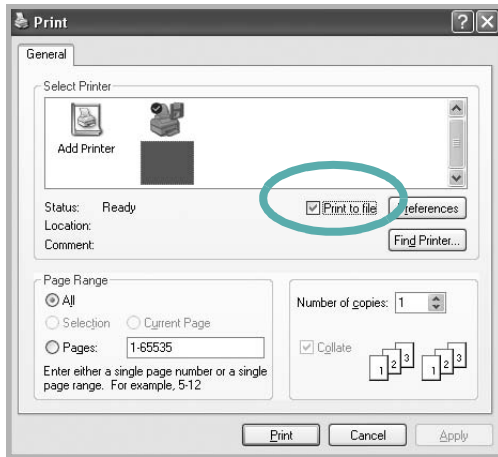 Print
General
Select Printer
Add Printer
Status: Ready
Location:
Comment:
Print to file
Preferences
Find Printer...
Page Range
All
Selection Current Page
Pages: 1-65535
Enter either a single page number or a single
page range. For example, 5-12
Number of copies: 1
Collate
1 2 3 1 2 3
Print Cancel Apply